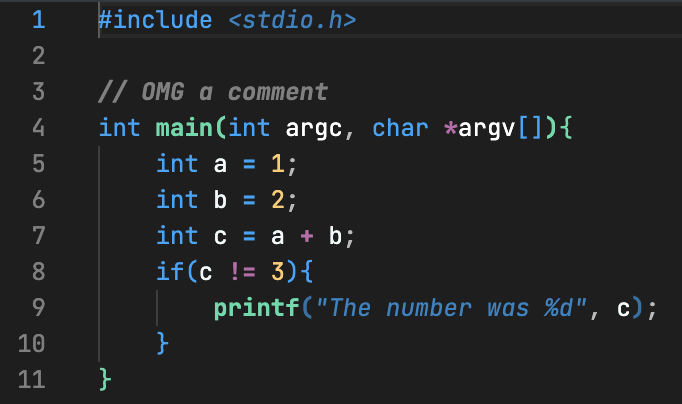 1 #include <stdio.h>
2
3 // OMG a comment
4 int main(int argc, char *argv[]){
5     int a = 1;
6     int b = 2;
7     int c = a + b;
8     if(c != 3){
9         printf("The number was %d", c);
10     }
11 }